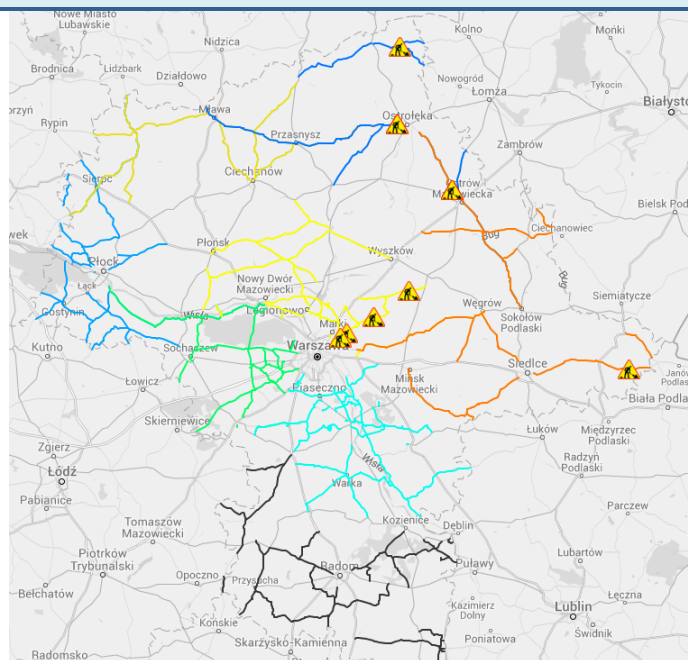 Nowe Miasto
Lubawskie
Kolno
Mońki
Nidzica
Brodnica
Lidzbark
Działdowo
Nowogród
Łomża
Tykocin
Rypin
Mława
Ostrołęka
Białysto
Przasnysz
Zambrów
Sierpc
Ciechanów
Mazowiecka
Bielsk Pod
Ciechanowiec
Bug
Płońsk
Wyszków
Płock
Łąck
Nowy Dwór
Mazowiecki
Bug
Siemiatycze
Gostynin
Wisła
Legionowo
Węgrów
Sokołów
Podlaski
Marki
Kutno
Sochaczew
Warszawa
Siedlce
Łowicz
Piaseczno
Mińsk
Mazowiecki
Biała Podla
Skierniewice
Międzyrzec
Podlaski
Łuków
Zgierz
Radzyń
Podlaski
Łódź
Wisła
Warka
Pabianice
Parczew
Tomaszów
Mazowiecki
Kozienice
Dęblin
Piotrków
Trybunalski
Lubartów
Opoczno
Przysucha
Radom
Puławy
Bełchatów
Łęczna
Kazimierz
Dolny
Lublin
Końskie
Świdnik
Poniatowa
Radomsko
Skarżysko-Kamienna